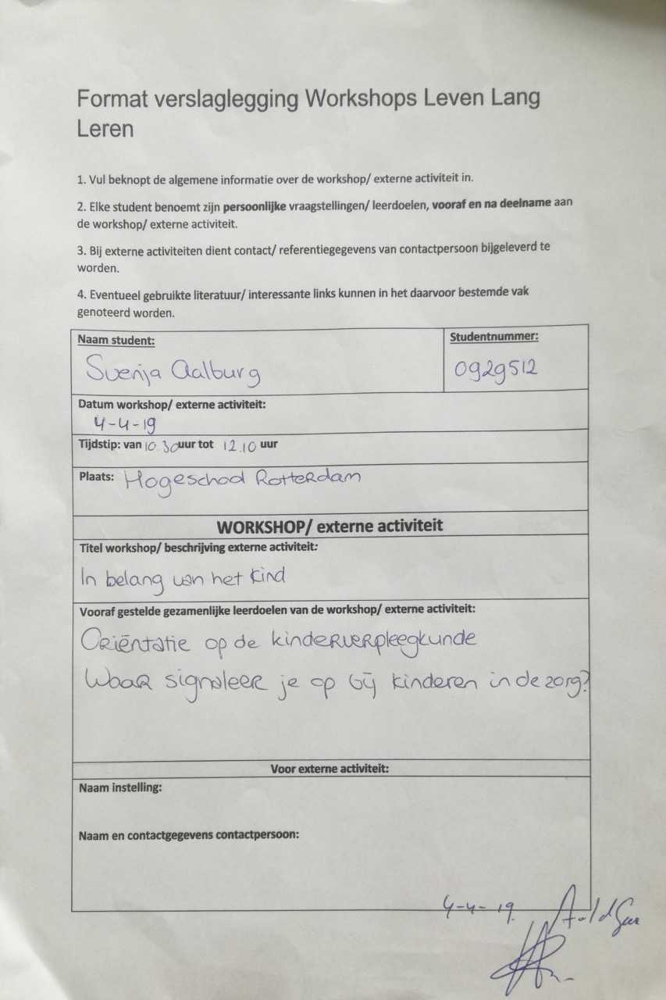 Format verslaglegging Workshops Leven Lang
Leren
1. Vul beknopt de algemene informatie over de workshop/ externe activiteit in.
2. Elke student benoemt zijn persoonlijke vraagstellingen/ leerdoelen, vooraf en na deelname aan
de workshop/ externe activiteit.
3. Bij externe activiteiten dient contact/ referentiegegevens van contactpersoon bijgeleverd te
worden.
4. Eventueel gebruikte literatuur/ interessante links kunnen in het daarvoor bestemde vak
genoteerd worden.
Naam student:
Svenja Aalburg
Studentnummer:
0929512
Datum workshop/ externe activiteit:
4-4-19
Tijdstip: van 10.30 uur tot 12.10 uur
Plaats: Hogeschool Rotterdam
WORKSHOP/ externe activiteit
Titel workshop/ beschrijving externe activiteit:
In belang van het kind
Vooraf gestelde gezamenlijke leerdoelen van de workshop/ externe activiteit:
Oriëntatie op de kinderverpleegkunde
Waar signaleer je op bij kinderen in de zorg?
Voor externe activiteit:
Naam instelling:
Naam en contactgegevens contactpersoon:
4-4-19.